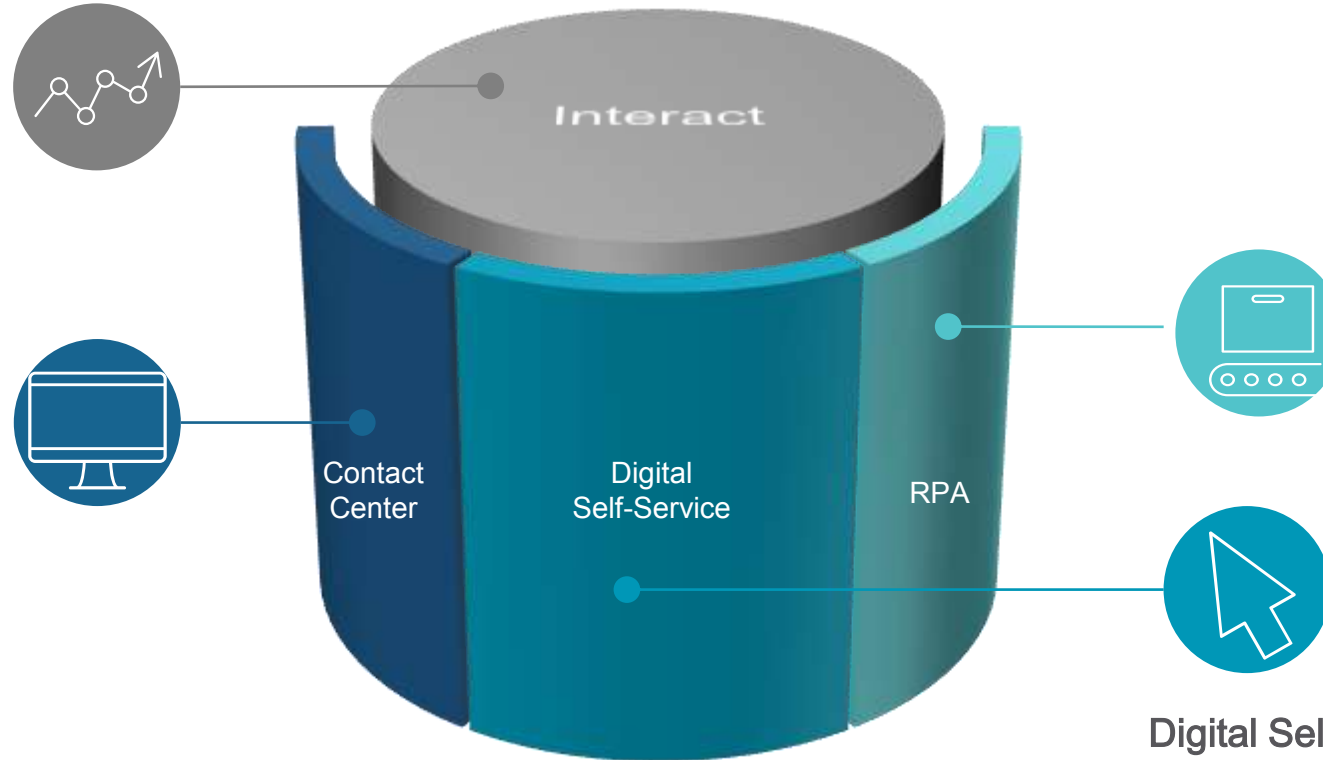 Interact
Contact
Center
Digital
Self-Service
RPA
Digital Sel